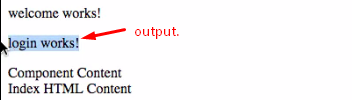 welcome works!
login works! output.
Component Content
Index HTML Content